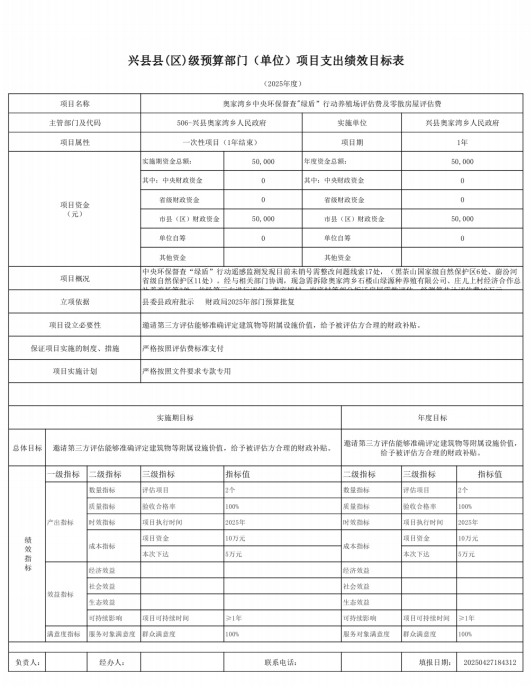 兴县县(区)级预算部门（单位）项目支出绩效目标表
（2025年度）
项目名称 奥家湾乡中央环保督查"绿盾"行动养殖场评估费及零散房屋评估费
主管部门及代码 506-兴县奥家湾乡人民政府 实施单位 兴县奥家湾乡人民政府
项目属性 一次性项目（1年结束） 项目期 1年
项目资金（元）
实施期资金总额： 50,000 年度资金总额： 50,000
其中：中央财政资金 0 其中：中央财政资金 0
省级财政资金 0 省级财政资金 0
市县（区）财政资金 50,000 市县（区）财政资金 50,000
单位自筹 0 单位自筹 0
其他资金 其他资金
项目概况
中央环保督查"绿盾"行动遥感监测发现目前未销号需整改问题线索17处，（黑茶山国家级自然保护区6处、蔚汾河
省级自然保护区11处），经与相关部门协调，现急需拆除奥家湾乡石楼山绿源种养殖有限公司、庄儿上村经济合作总
立项依据 县委县政府批示 财政局2025年部门预算批复
项目设立必要性 邀请第三方评估能够准确评定建筑物等附属设施价值，给予被评估方合理的财政补贴。
保证项目实施的制度、措施 严格按照评估费标准支付
项目实施计划 严格按照文件要求专款专用
实施期目标 年度目标
总体目标 邀请第三方评估能够准确评定建筑物等附属设施价值，给予被评估方合理的财政补贴。 邀请第三方评估能够准确评定建筑物等附属设施价值，
给予被评估方合理的财政补贴。
绩效指标
一级指标 二级指标 三级指标 指标值 二级指标 三级指标 指标值
产出指标
数量指标 评估项目 2个 数量指标 评估项目 2个
质量指标 验收合格率 100% 质量指标 验收合格率 100%
时效指标 项目执行时间 2025年 时效指标 项目执行时间 2025年
成本指标 项目资金 10万元 成本指标 项目资金 10万元
本次下达 5万元 本次下达 5万元
效益指标
经济效益 经济效益
社会效益 社会效益
生态效益 生态效益
可持续影响 项目可持续时间 ≥1年 可持续影响 项目可持续时间 ≥1年
满意度指标 服务对象满意度 群众满意度 100% 服务对象满意度 群众满意度 100%
负责人： 经办人： 联系电话： 填报日期： 20250427184312